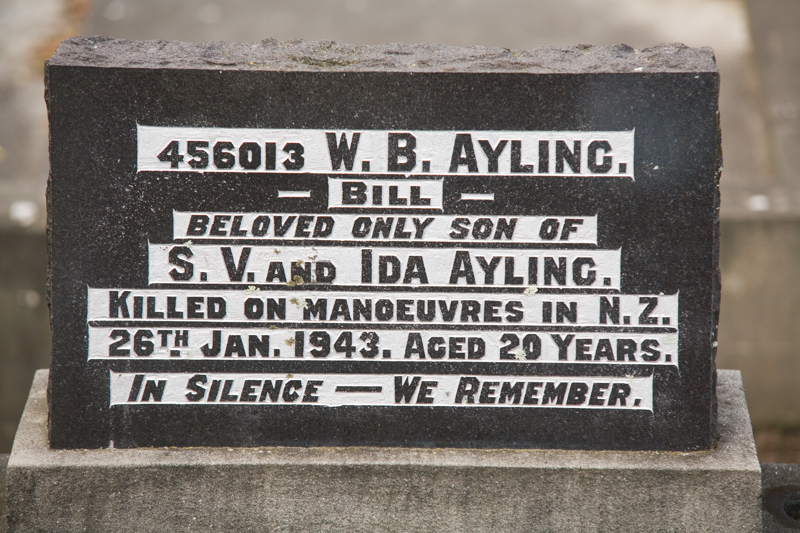 456013 W. B. AYLING.
— BILL —
BELOVED ONLY SON OF
S. V. AND IDA AYLING.
KILLED ON MANOEUVRES IN N.Z.
26TH. JAN. 1943. AGED 20 YEARS.
IN SILENCE — WE REMEMBER.